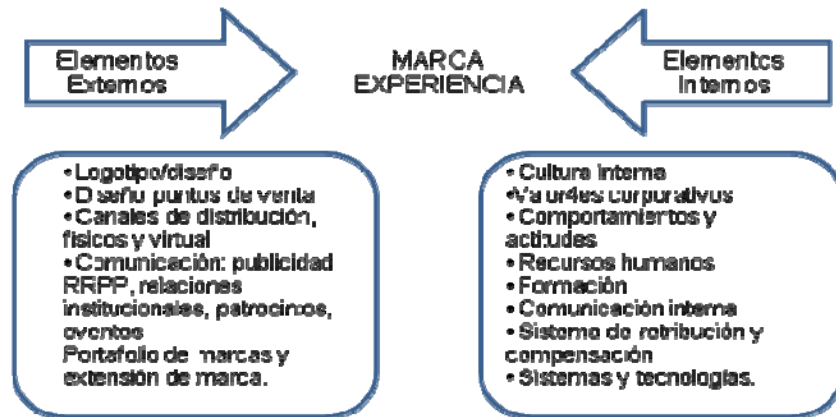 Elementos
Externos
MARCA
EXPERIENCIA
Elementos
Internos
• Logotipo/diseño
• Diseño puntos de venta
• Canales de distribución,
físicos y virtual
• Comunicación: publicidad
RRPP, relaciones
institucionales, patrocinios,
eventos
Portafolio de marcas y
extensión de marca.
• Cultura interna
•Valor4es corporativos
• Comportamientos y
actitudes
• Recursos humanos
• Formación
• Comunicación interna
• Sistema de retribución y
compensación
• Sistemas y tecnologías.